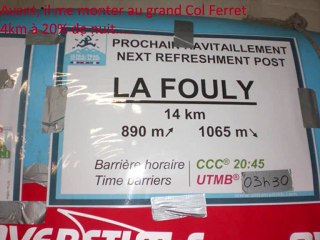 Avant, il me monter au grand Col Ferret
4km à 20% de nuit....
PROCHAIN RAVITAILLEMENT
NEXT REFRESHMENT POST
LA FOULY
14 km
890 m↗ 1065 m↘
Barrière horaire CCC® 20:45
Time barriers UTMB® 03h30